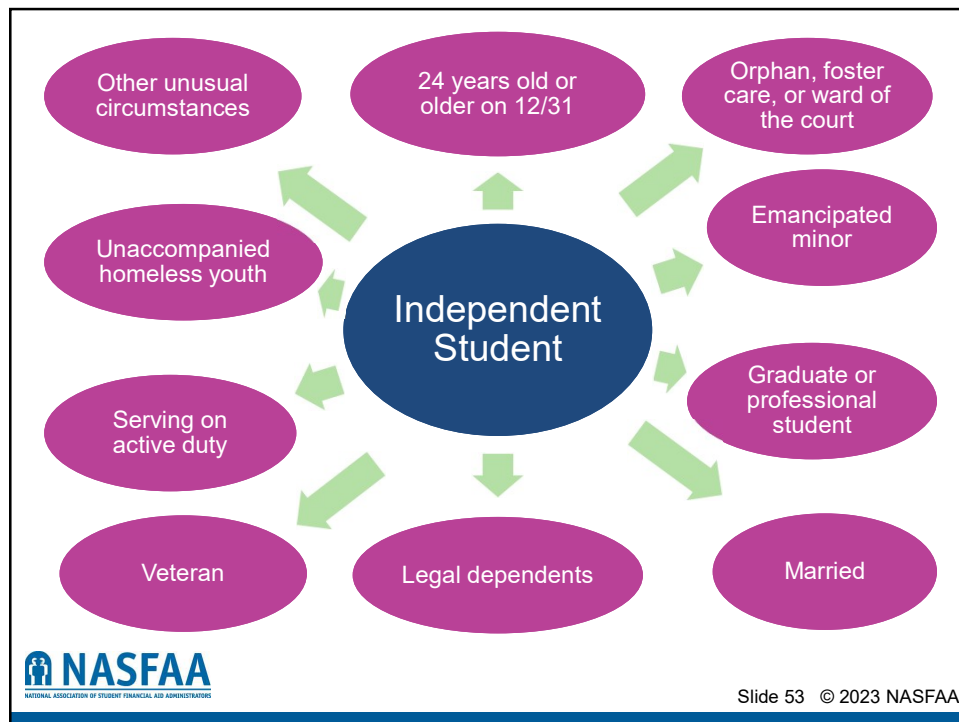 Other unusual
circumstances
24 years old or
older on 12/31
Orphan, foster
care, or ward of
the court
Unaccompanied
homeless youth
Emancipated
minor
Independent
Student
Serving on
active duty
Graduate or
professional
student
Veteran
Legal dependents
Married
NASFAA
NATIONAL ASSOCIATION OF STUDENT FINANCIAL AID ADMINISTRATORS
Slide 53 © 2023 NASFAA